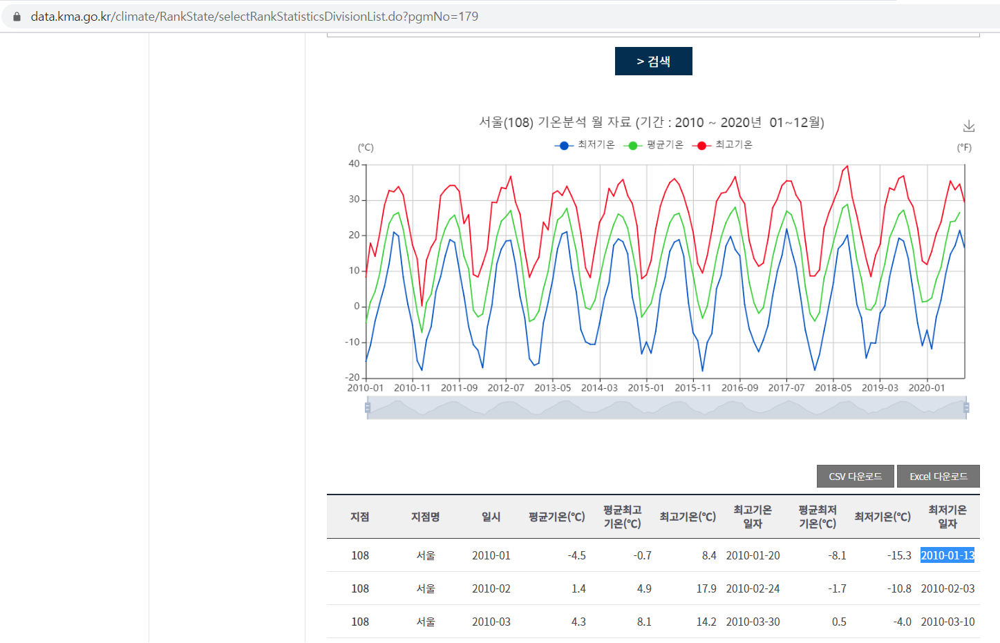 data.kma.go.kr/climate/RankState/selectRankStatisticsDivisionList.do?pgmNo=179
> 검색
서울(108) 기온분석 월 자료 (기간 : 2010 ~ 2020년 01~12월)
최저기온 평균기온 최고기온
(℃) (℉)
40
30
20
10
0
-10
-20
2010-01 2010-11 2011-09 2012-07 2013-05 2014-03 2015-01 2015-11 2016-09 2017-07 2018-05 2019-03 2020-01
CSV 다운로드 Excel 다운로드
지점 지점명 일시 평균기온(℃) 평균최고 기온(℃) 최고기온(℃) 최고기온 일자 평균최저 기온(℃) 최저기온(℃) 최저기온 일자
108 서울 2010-01 -4.5 -0.7 8.4 2010-01-20 -8.1 -15.3 2010-01-13
108 서울 2010-02 1.4 4.9 17.9 2010-02-24 -1.7 -10.8 2010-02-03
108 서울 2010-03 4.3 8.1 14.2 2010-03-30 0.5 -4.0 2010-03-10